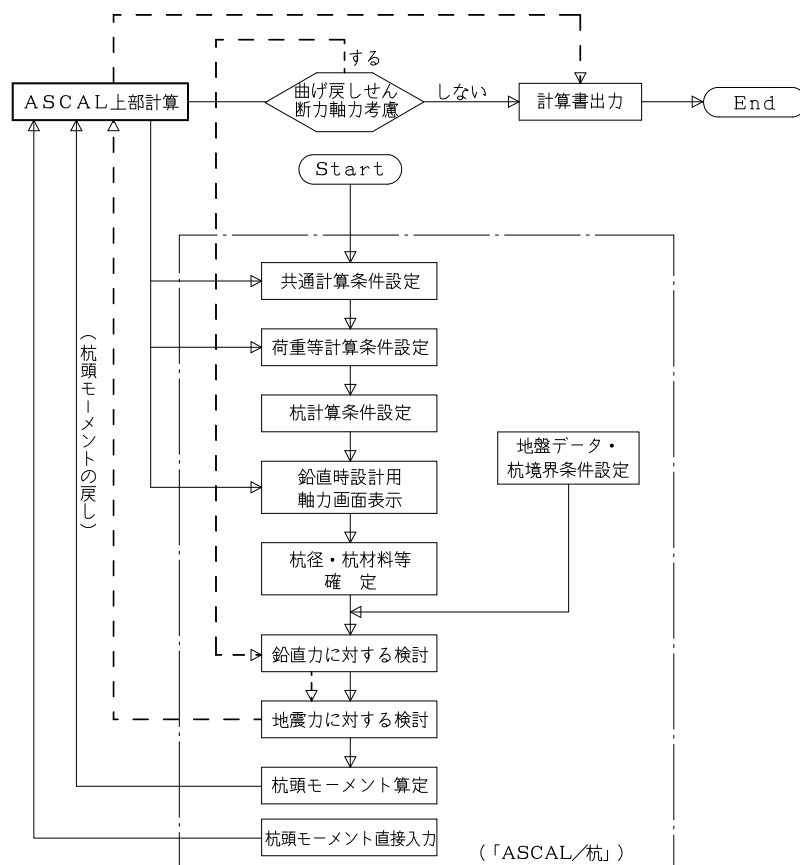 する
ASCAL上部計算
曲げ戻しせん
断力軸力考慮
しない
計算書出力
End
Start
共通計算条件設定
荷重等計算条件設定
杭計算条件設定
地盤データ・
杭境界条件設定
鉛直時設計用
軸力画面表示
(杭頭モーメントの戻し)
杭径・杭材料等
確　定
鉛直力に対する検討
地震力に対する検討
杭頭モーメント算定
杭頭モーメント直接入力
(「ASCAL/杭」)